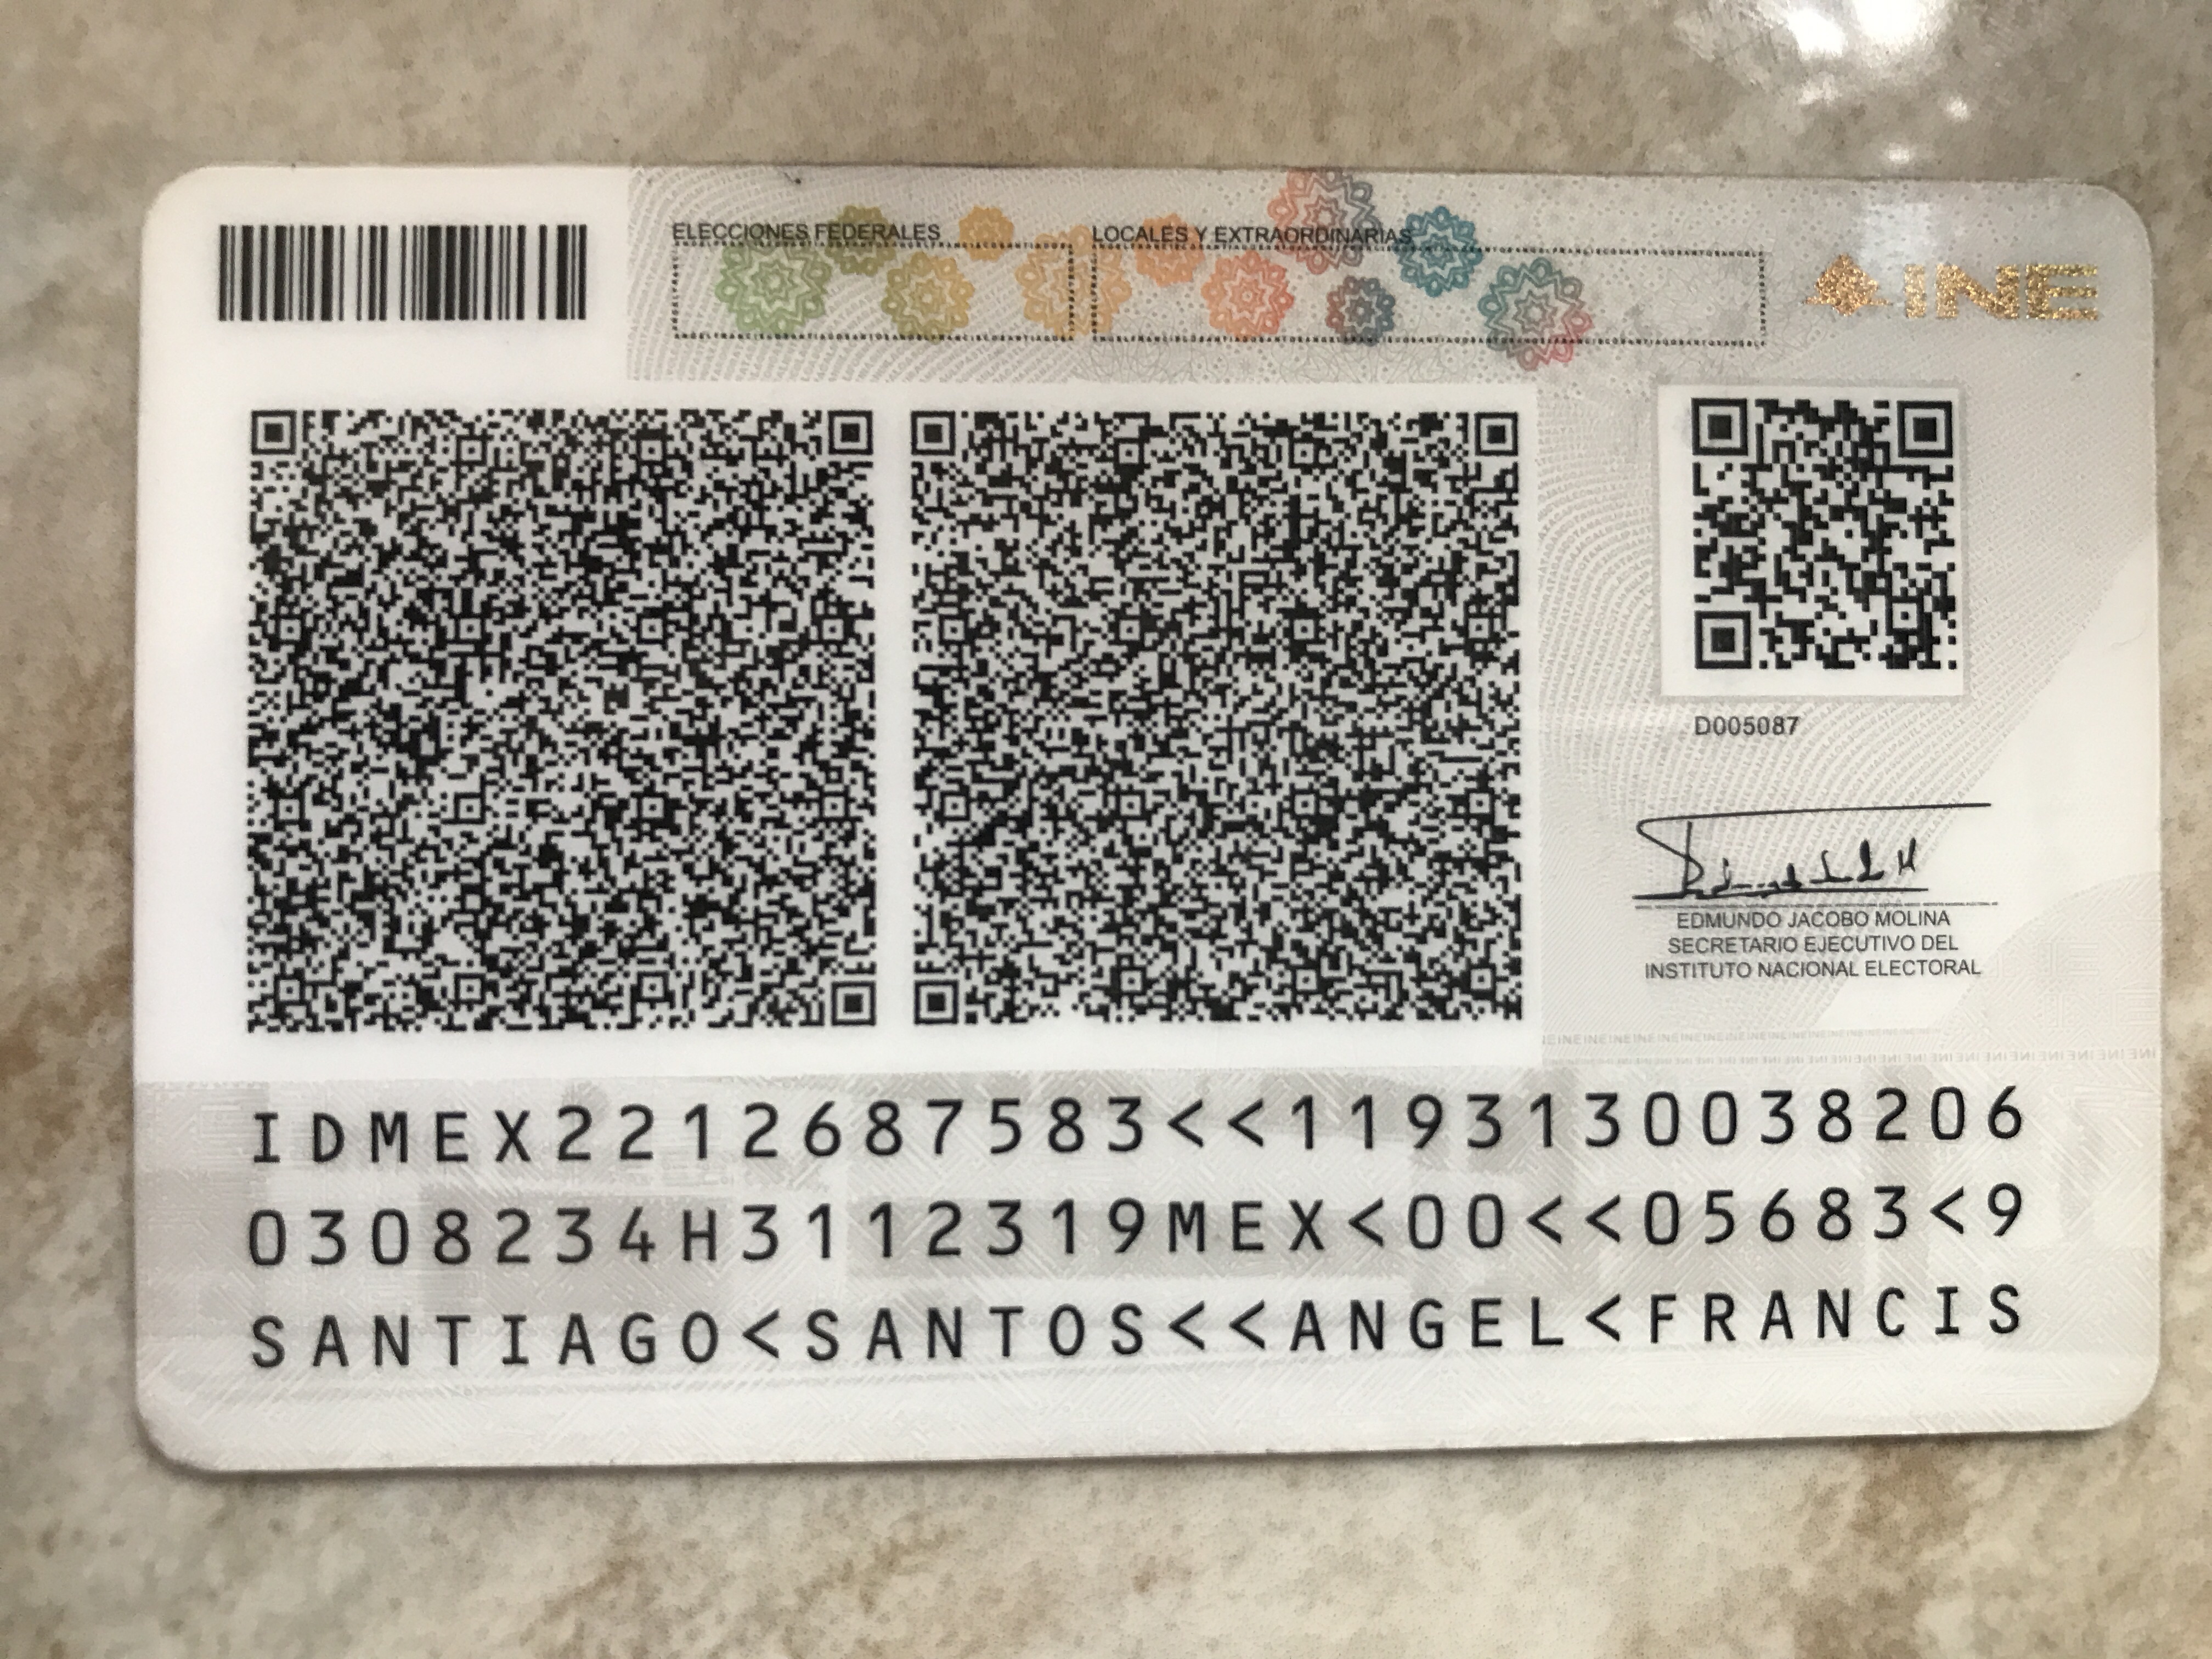 ELECCIONES FEDERALES LOCALES Y EXTRAORDINARIAS
INE
D005087
EDMUNDO JACOBO MOLINA
SECRETARIO EJECUTIVO DEL
INSTITUTO NACIONAL ELECTORAL
IDMEX2212687583<<1193130038206
0308234H3112319MEX<00<<05683<9
SANTIAGO<SANTOS<<ANGEL<FRANCIS